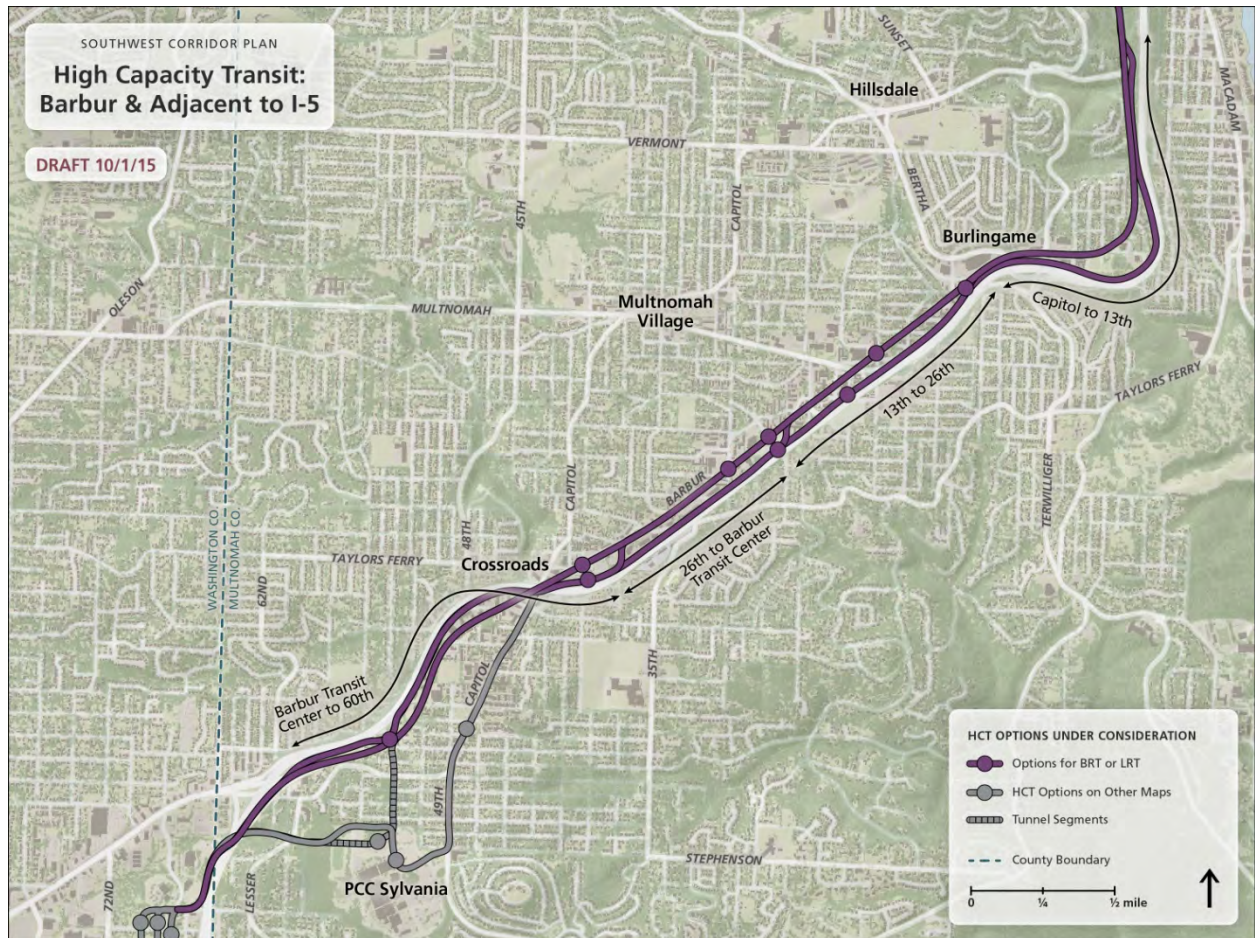 SOUTHWEST CORRIDOR PLAN
High Capacity Transit:
Barbur & Adjacent to I-5
DRAFT 10/1/15
SUNSET
MACADAM
Hillsdale
VERMONT
45TH
CAPITOL
BERTHA
Burlingame
OLESON
MULTNOMAH
Multnomah
Village
Capitol to 13th
13th to 26th
TAYLORS FERRY
BARBUR
CAPITOL
48TH
TERWILLIGER
26th to Barbur
Transit Center
WASHINGTON CO.
MULTNOMAH CO.
TAYLORS FERRY
Crossroads
62ND
35TH
CAPITOL
Barbur Transit
Center to 60th
49TH
STEPHENSON
PCC Sylvania
72ND
LESSER
HCT OPTIONS UNDER CONSIDERATION
Options for BRT or LRT
HCT Options on Other Maps
Tunnel Segments
County Boundary
0 ¼ ½ mile